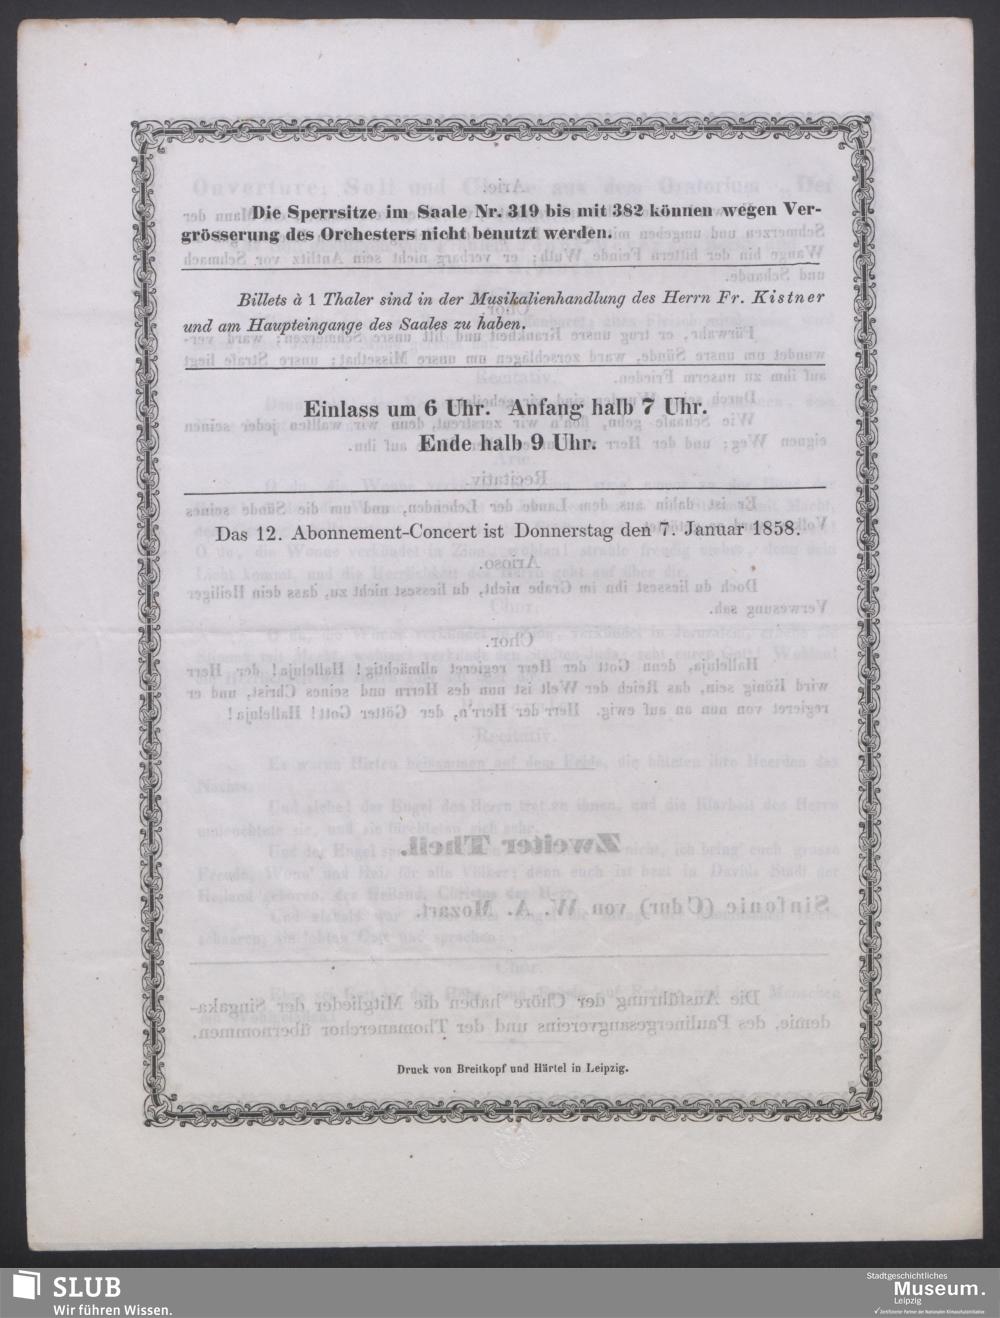 Die Sperrsitze im Saale Nr. 319 bis mit 382 können wegen Ver-
grösserung des Orchesters nicht benutzt werden.
Billets à 1 Thaler sind in der Musikalienhandlung des Herrn Fr. Kistner
und am Haupteingange des Saales zu haben.
Einlass um 6 Uhr. Anfang halb 7 Uhr.
Ende halb 9 Uhr.
Das 12. Abonnement-Concert ist Donnerstag den 7. Januar 1858.
Druck von Breitkopf und Härtel in Leipzig.
SLUB
Wir führen Wissen.
Stadtgeschichtliches
Museum.
Leipzig